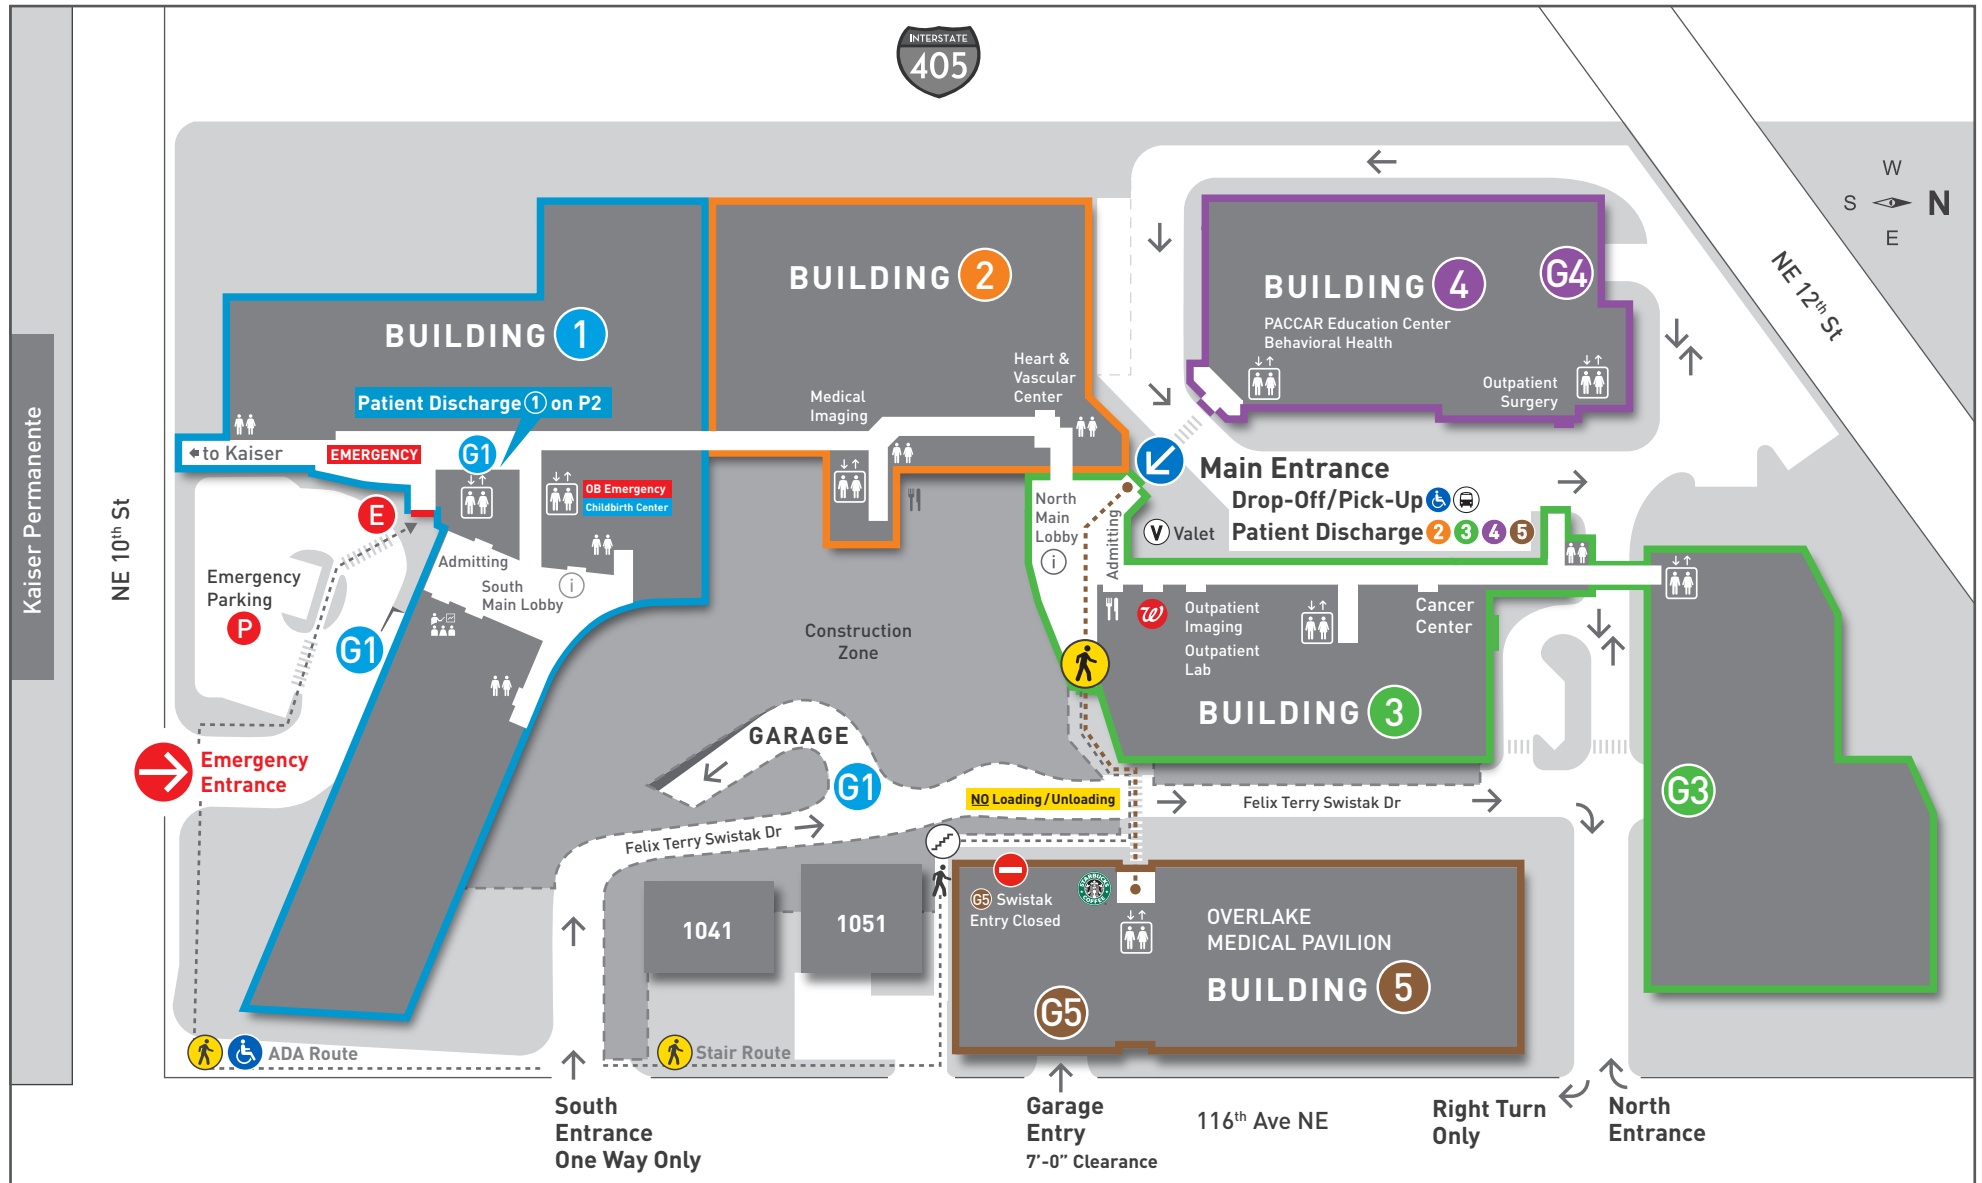 INTERSTATE
405
W
S
N
E
NE 12th St
Kaiser Permanente
NE 10th St
BUILDING 1
BUILDING 2
BUILDING 4
G4
PACCAR Education Center
Behavioral Health
Outpatient
Surgery
Heart &
Vascular
Center
Medical
Imaging
Patient Discharge 1 on P2
to Kaiser
EMERGENCY
G1
OB Emergency
Childbirth Center
E
Admitting
South
Main Lobby
i
Emergency
Parking
P
G1
North
Main
Lobby
i
Admitting
Main Entrance
Drop-Off/Pick-Up
V Valet
Patient Discharge 2 3 4 5
W
Outpatient
Imaging
Outpatient
Lab
Cancer
Center
BUILDING 3
G3
Construction
Zone
GARAGE
G1
NO Loading/Unloading
Felix Terry Swistak Dr
Felix Terry Swistak Dr
Emergency
Entrance
1041
1051
G5 Swistak
Entry Closed
STARBUCKS
COFFEE
OVERLAKE
MEDICAL PAVILION
BUILDING 5
G5
ADA Route
Stair Route
South
Entrance
One Way Only
Garage
Entry
7'-0" Clearance
116th Ave NE
Right Turn
Only
North
Entrance